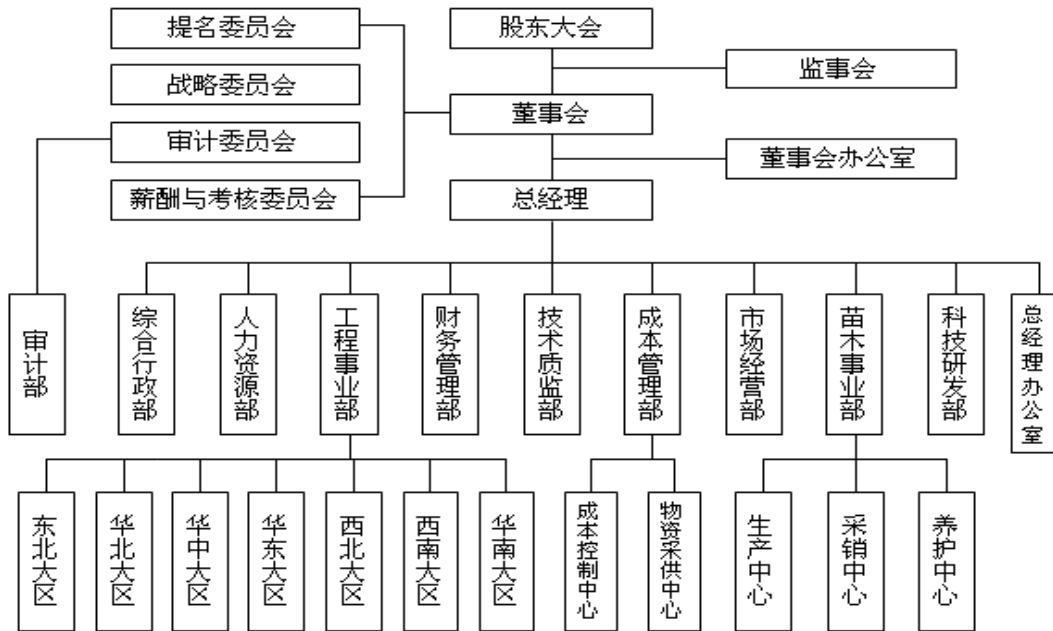 提名委员会
股东大会
战略委员会
监事会
审计委员会
董事会
董事会办公室
薪酬与考核委员会
总经理
审计部
综合行政部
人力资源部
工程事业部
财务管理部
技术质监部
成本管理部
市场经营部
苗木事业部
科技研发部
总经理办公室
东北大区
华北大区
华中大区
华东大区
西北大区
西南大区
华南大区
成本控制中心
物资采供中心
生产中心
采销中心
养护中心